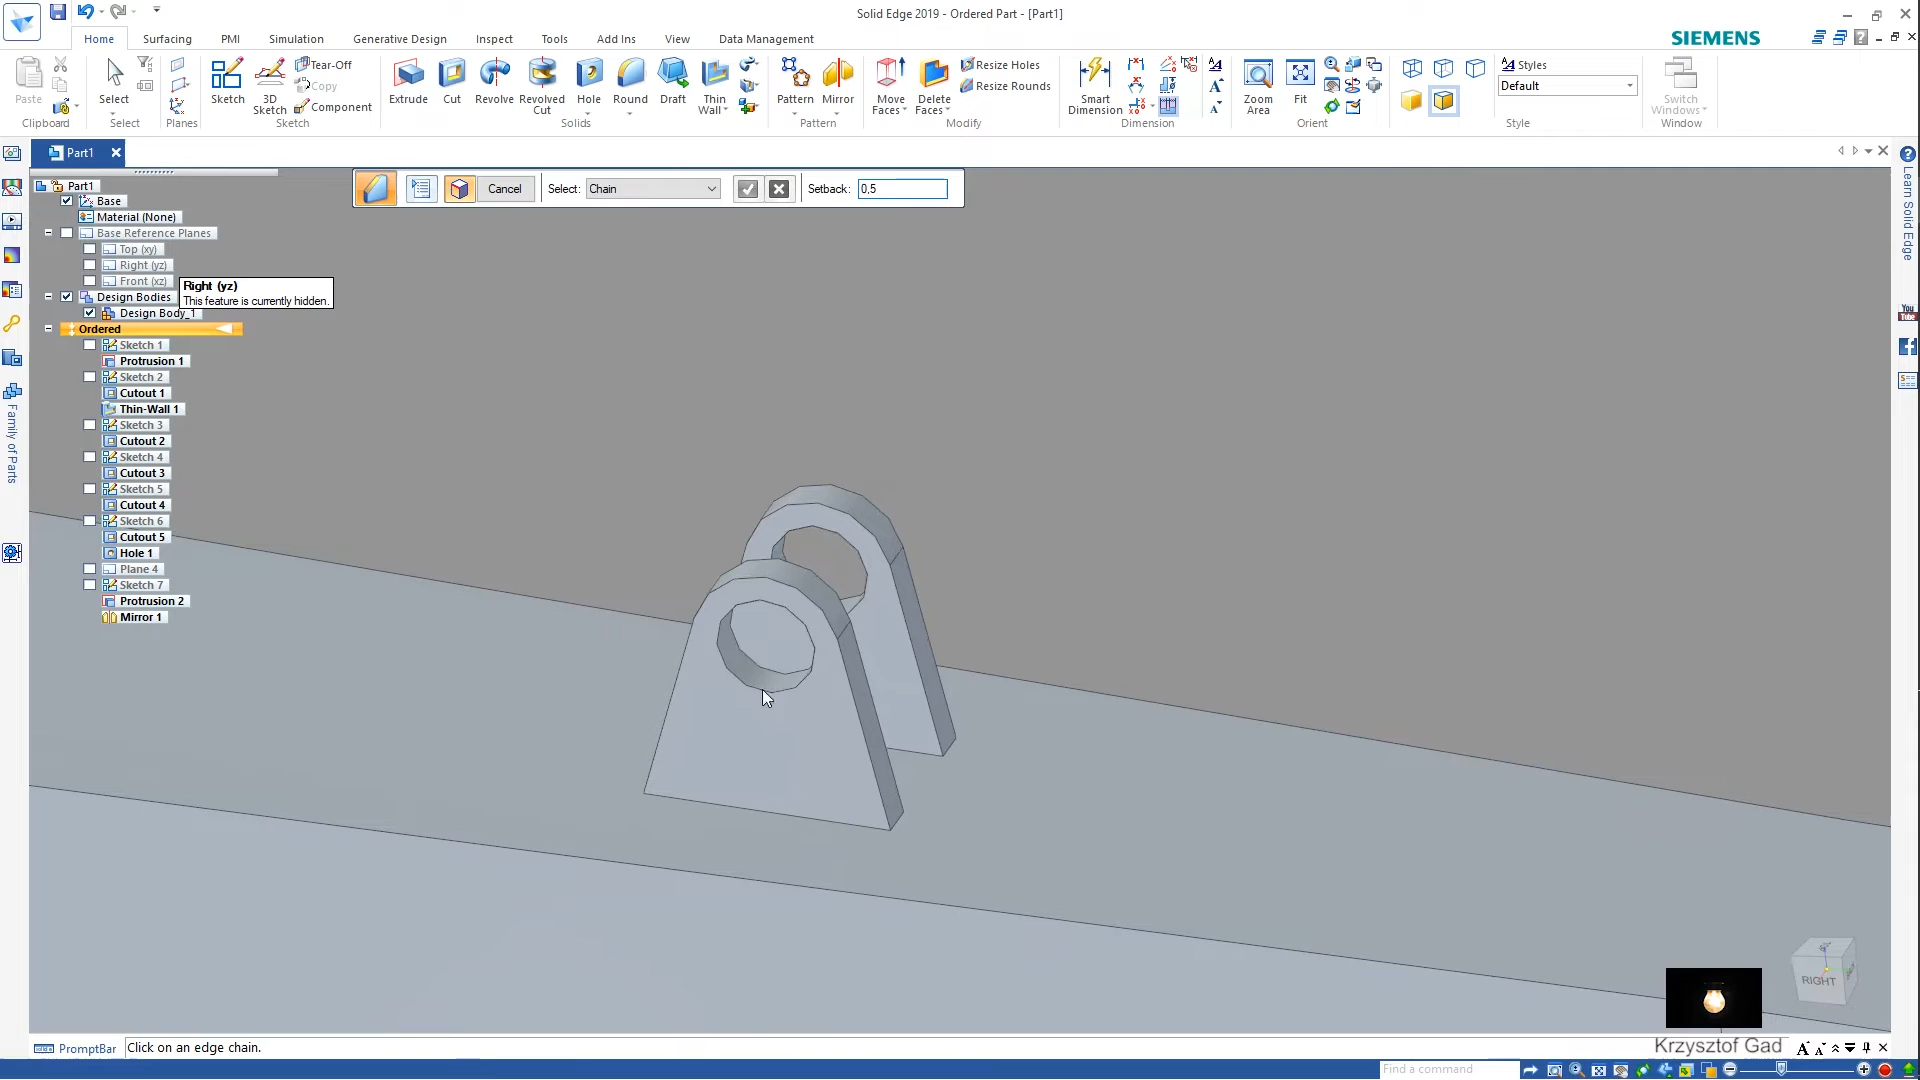 Solid Edge 2019 - Ordered Part - [Part1]
Home
Surfacing
PMI
Simulation
Generative Design
Inspect
Tools
Add Ins
View
Data Management
SIEMENS
Paste
Clipboard
Select
Select
Planes
Sketch
3D Sketch
Tear-Off
Copy
Component
Sketch
Extrude
Cut
Revolve
Revolved Cut
Hole
Round
Draft
Thin Wall
Solids
Pattern
Mirror
Pattern
Move Faces
Delete Faces
Resize Holes
Resize Rounds
Modify
Smart Dimension
Dimension
Zoom Area
Fit
Orient
Styles
Default
Style
Switch Windows
Window
Part1
Cancel
Select:
Chain
Setback:
0,5
Part1
Base
Material (None)
Base Reference Planes
Top (xy)
Right (yz)
Front (xz)
Right (yz)
This feature is currently hidden.
Design Bodies
Design Body_1
Ordered
Sketch 1
Protrusion 1
Sketch 2
Cutout 1
Thin-Wall 1
Sketch 3
Cutout 2
Sketch 4
Cutout 3
Sketch 5
Cutout 4
Sketch 6
Cutout 5
Hole 1
Plane 4
Sketch 7
Protrusion 2
Mirror 1
Family of Parts
Learn Solid Edge
You Tube
RIGHT
PromptBar
Click on an edge chain.
Krzysztof Gad
Find a command